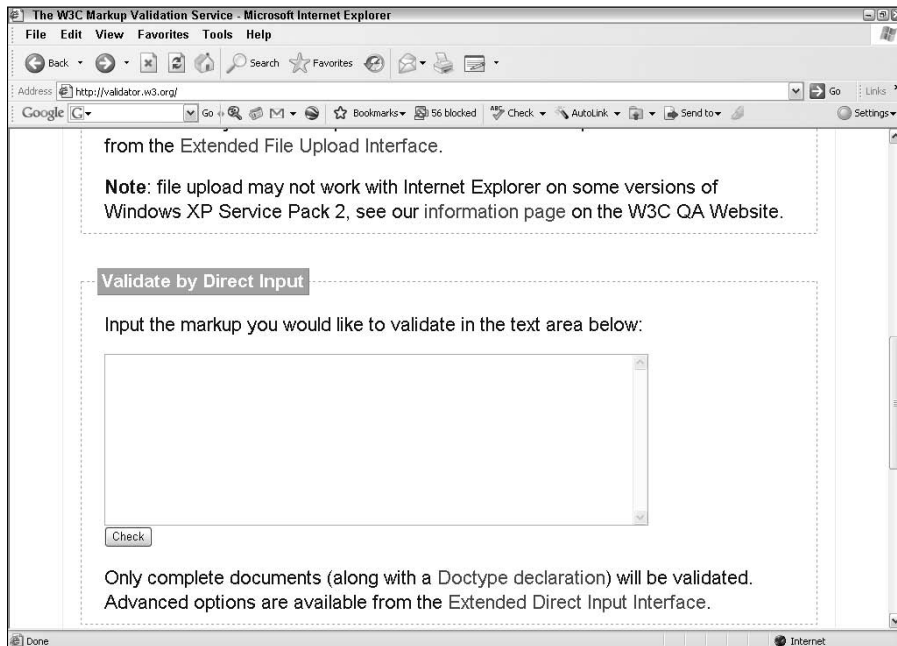 The W3C Markup Validation Service - Microsoft Internet Explorer
File Edit View Favorites Tools Help
Back Search Favorites
Address http://validator.w3.org/ Go Links
Google G Go Bookmarks 56 blocked Check AutoLink Send to Settings
from the Extended File Upload Interface.
Note: file upload may not work with Internet Explorer on some versions of
Windows XP Service Pack 2, see our information page on the W3C QA Website.
Validate by Direct Input
Input the markup you would like to validate in the text area below:
Check
Only complete documents (along with a Doctype declaration) will be validated.
Advanced options are available from the Extended Direct Input Interface.
Done Internet